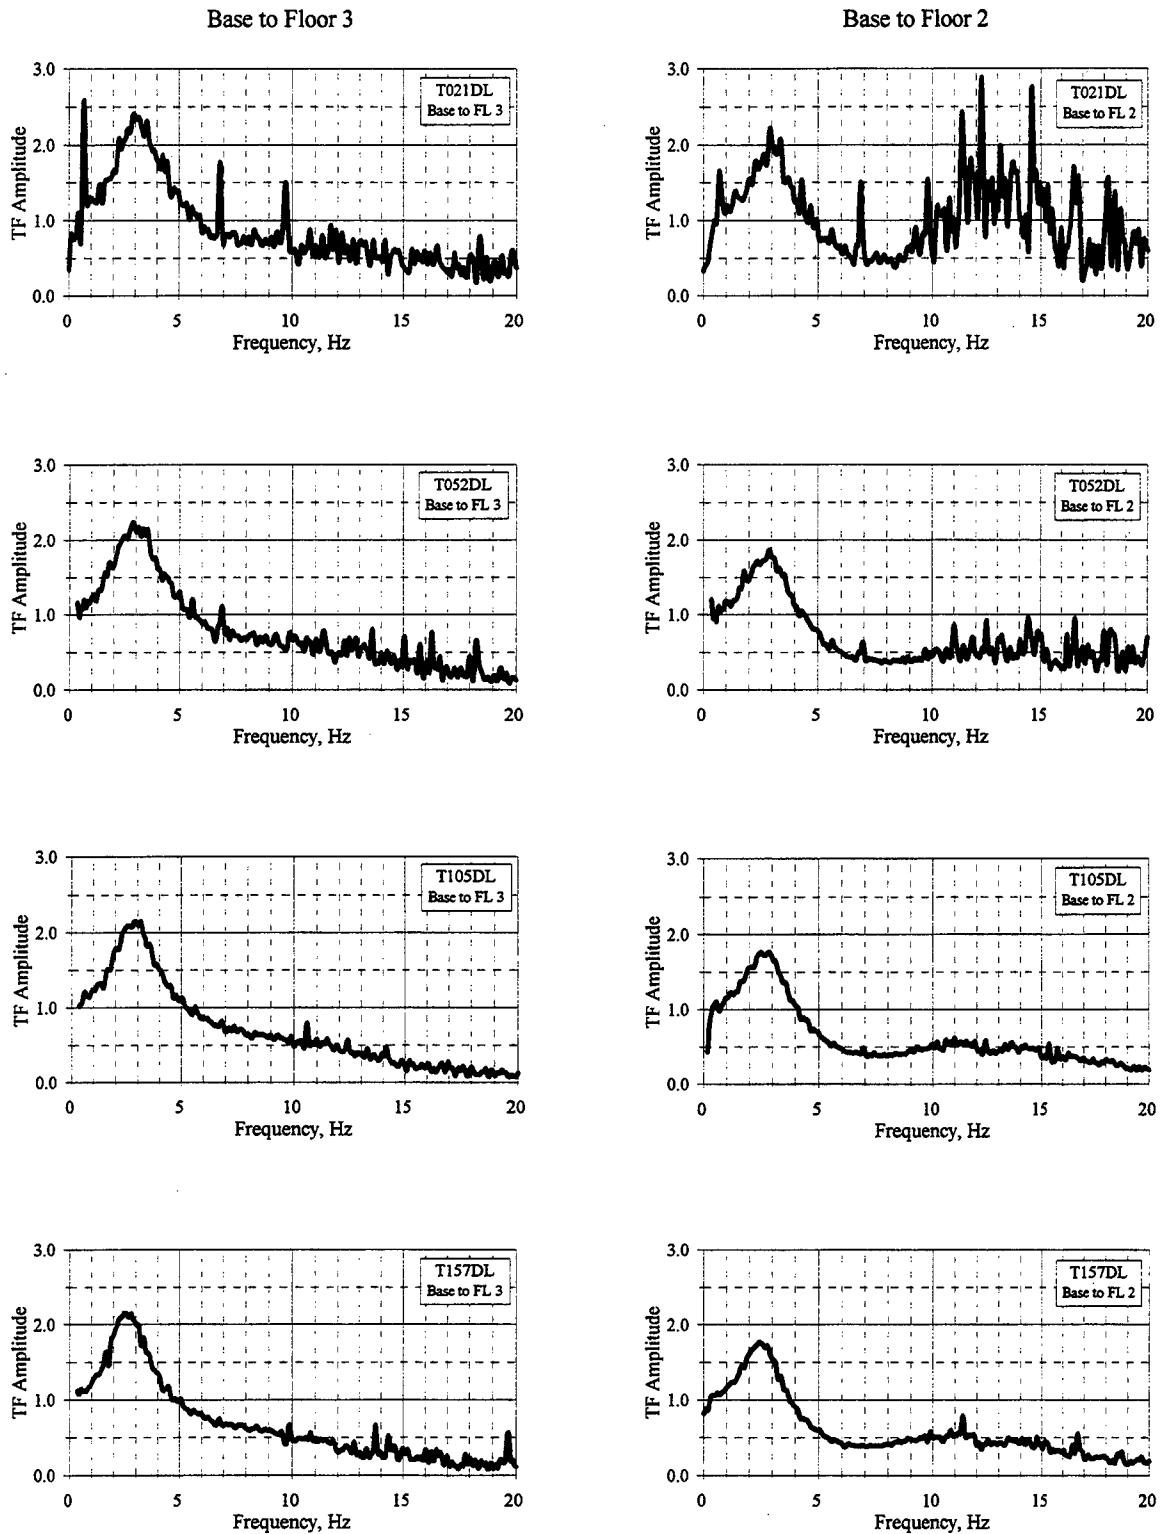 Base to Floor 3
Base to Floor 2
T021DL
Base to FL 3
3.0
2.0
1.0
0.0
TF Amplitude
0 5 10 15 20
Frequency, Hz
T021DL
Base to FL 2
3.0
2.0
1.0
0.0
TF Amplitude
0 5 10 15 20
Frequency, Hz
T052DL
Base to FL 3
3.0
2.0
1.0
0.0
TF Amplitude
0 5 10 15 20
Frequency, Hz
T052DL
Base to FL 2
3.0
2.0
1.0
0.0
TF Amplitude
0 5 10 15 20
Frequency, Hz
T105DL
Base to FL 3
3.0
2.0
1.0
0.0
TF Amplitude
0 5 10 15 20
Frequency, Hz
T105DL
Base to FL 2
3.0
2.0
1.0
0.0
TF Amplitude
0 5 10 15 20
Frequency, Hz
T157DL
Base to FL 3
3.0
2.0
1.0
0.0
TF Amplitude
0 5 10 15 20
Frequency, Hz
T157DL
Base to FL 2
3.0
2.0
1.0
0.0
TF Amplitude
0 5 10 15 20
Frequency, Hz